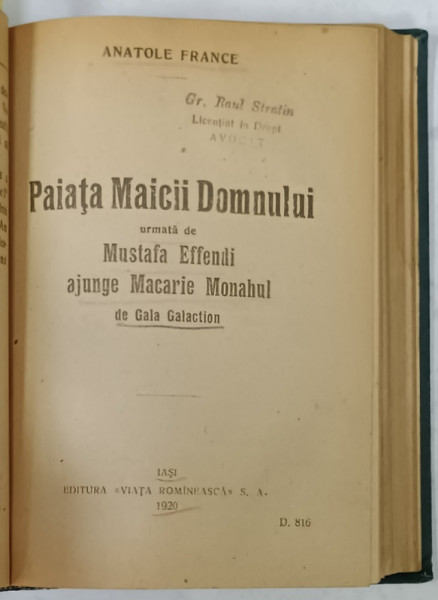 ANATOLE FRANCE
Gr. Raul Stratin
Licențiat în Drept
AVOCAT
Paiața Maicii Domnului
urmată de
Mustafa Effendi
ajunge Macarie Monahul
de Gala Galaction
IAȘI
EDITURA «VIAȚA ROMÎNEASCĂ» S. A.
1920
D. 816